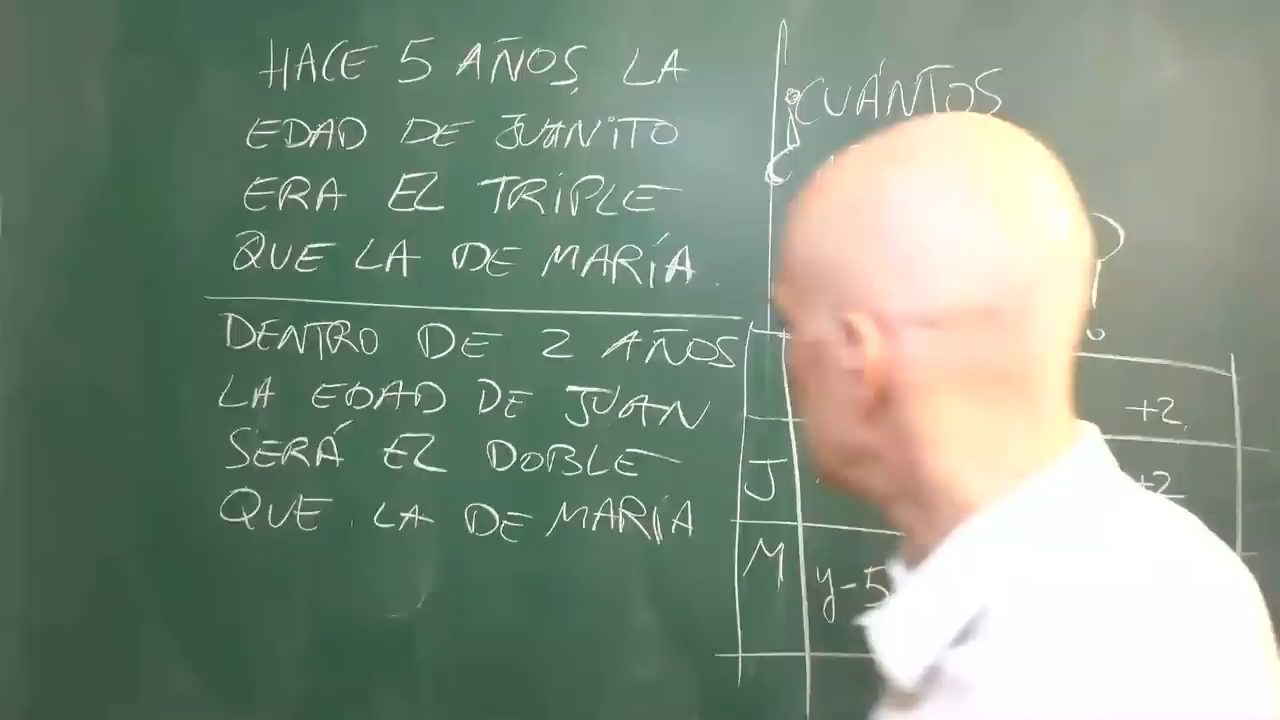 HACE 5 AÑOS, LA
EDAD DE JUANITO
ERA EL TRIPLE
QUE LA DE MARÍA.
DENTRO DE 2 AÑOS
LA EDAD DE JUAN
SERÁ EL DOBLE
QUE LA DE MARÍA
¿CUÁNTOS
?
+2
J +2
M y-5